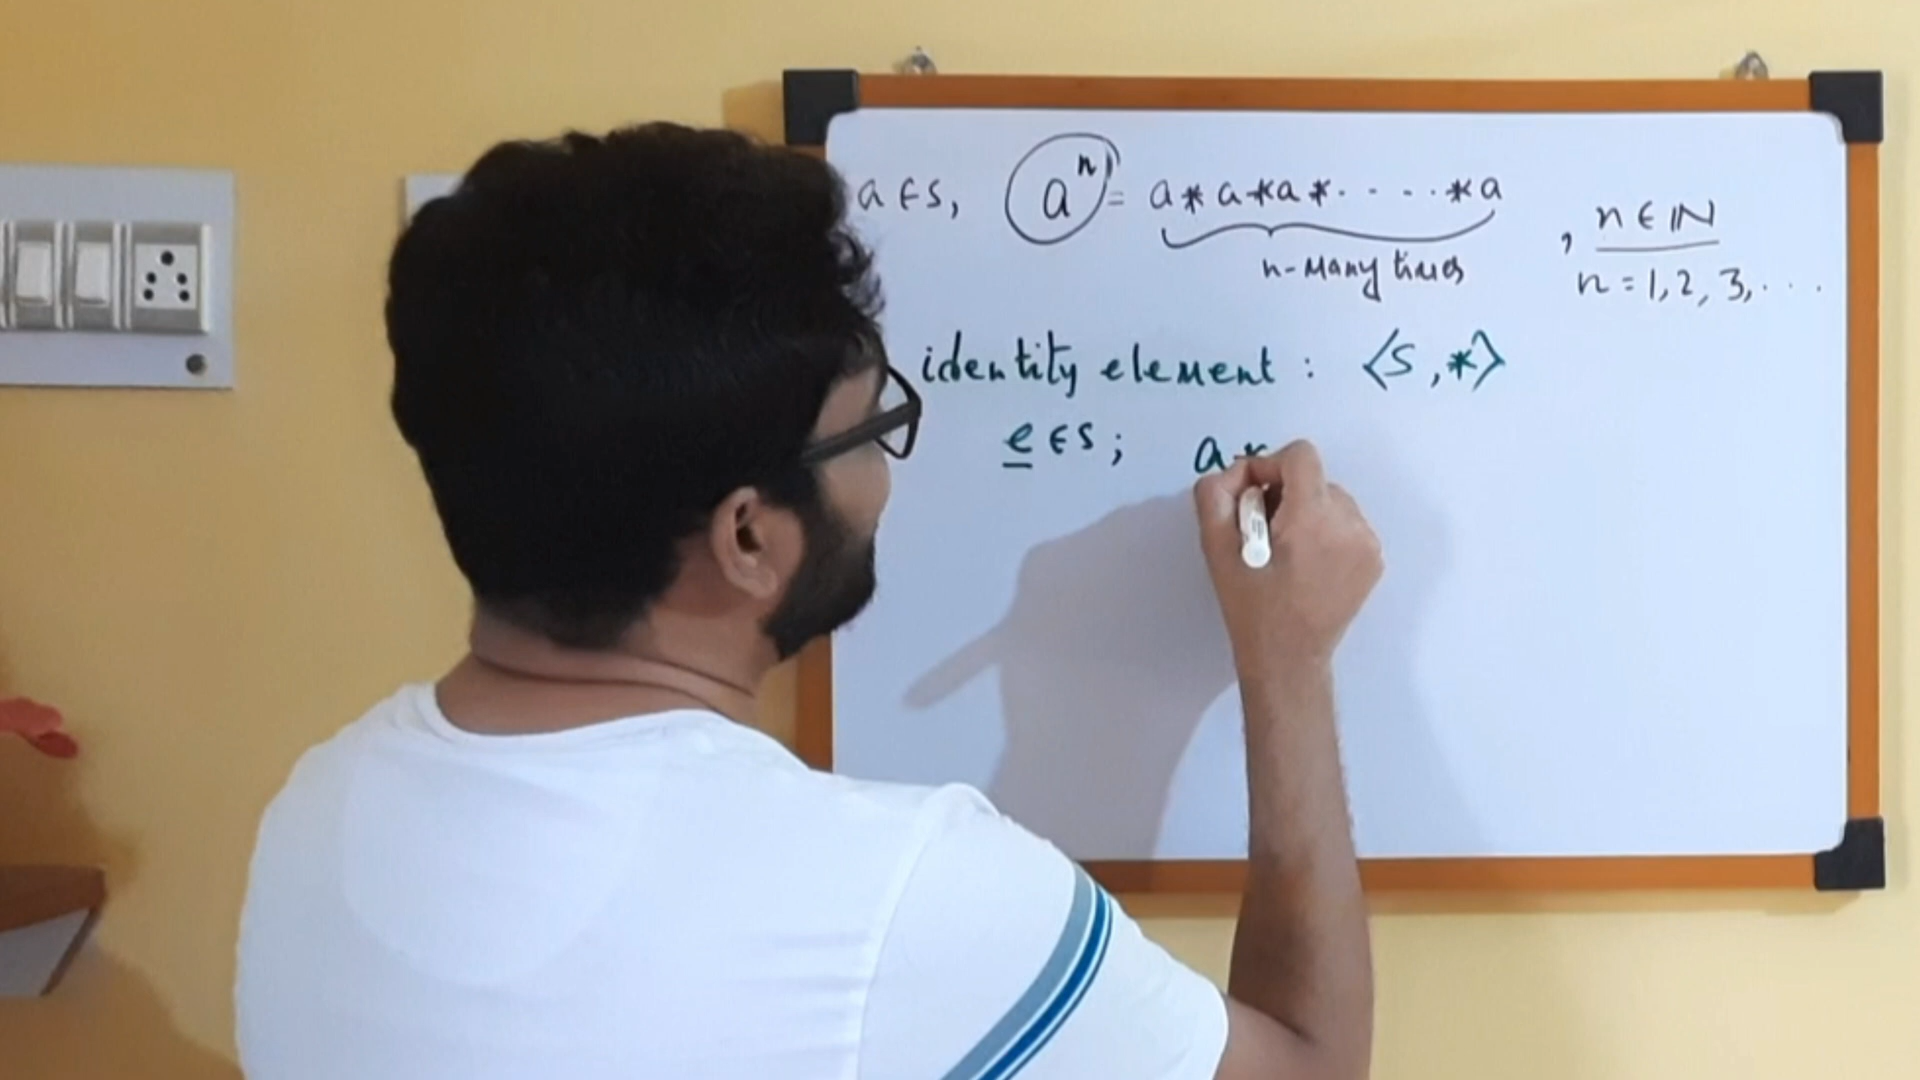 a ∈ S, aⁿ = a * a * a * . . . . . * a , n ∈ ℕ
n-many times n = 1, 2, 3, . . .
identity element : ⟨S, *⟩
e ∈ S ; a *